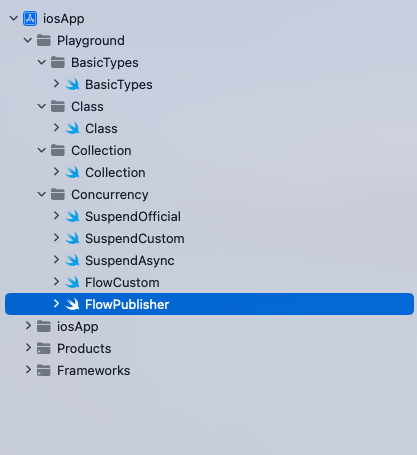 iosApp
Playground
BasicTypes
BasicTypes
Class
Class
Collection
Collection
Concurrency
SuspendOfficial
SuspendCustom
SuspendAsync
FlowCustom
FlowPublisher
iosApp
Products
Frameworks